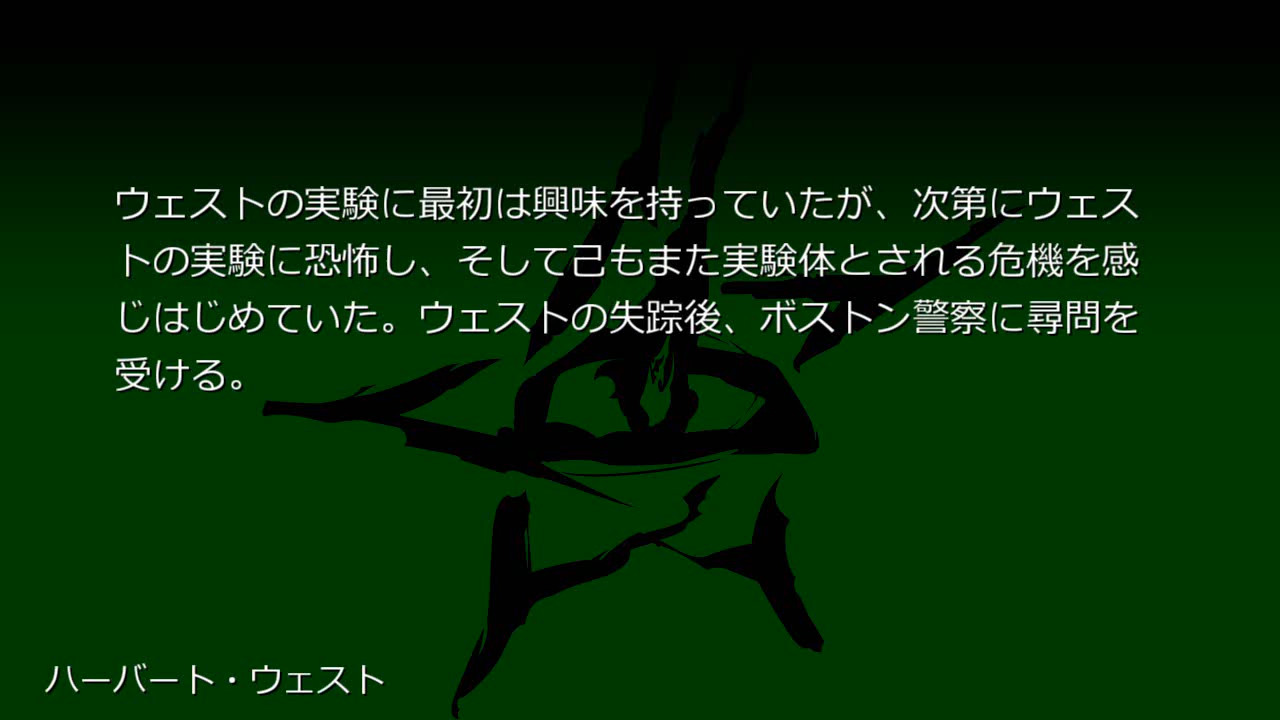 ウェストの実験に最初は興味を持っていたが、次第にウェス
トの実験に恐怖し、そして己もまた実験体とされる危機を感
じはじめていた。ウェストの失踪後、ボストン警察に尋問を
受ける。
ハーバート・ウェスト